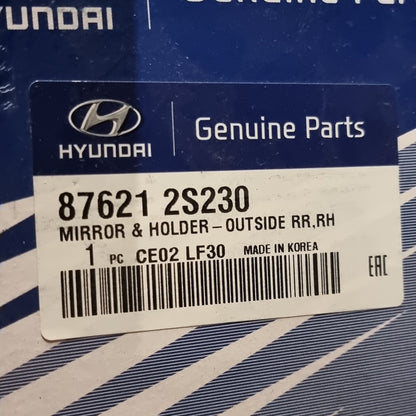 HYUNDAI
Genuine Parts
HYUNDAI
87621 2S230
MIRROR & HOLDER-OUTSIDE RR,RH
1 PC CE02 LF30 MADE IN KOREA
EAC